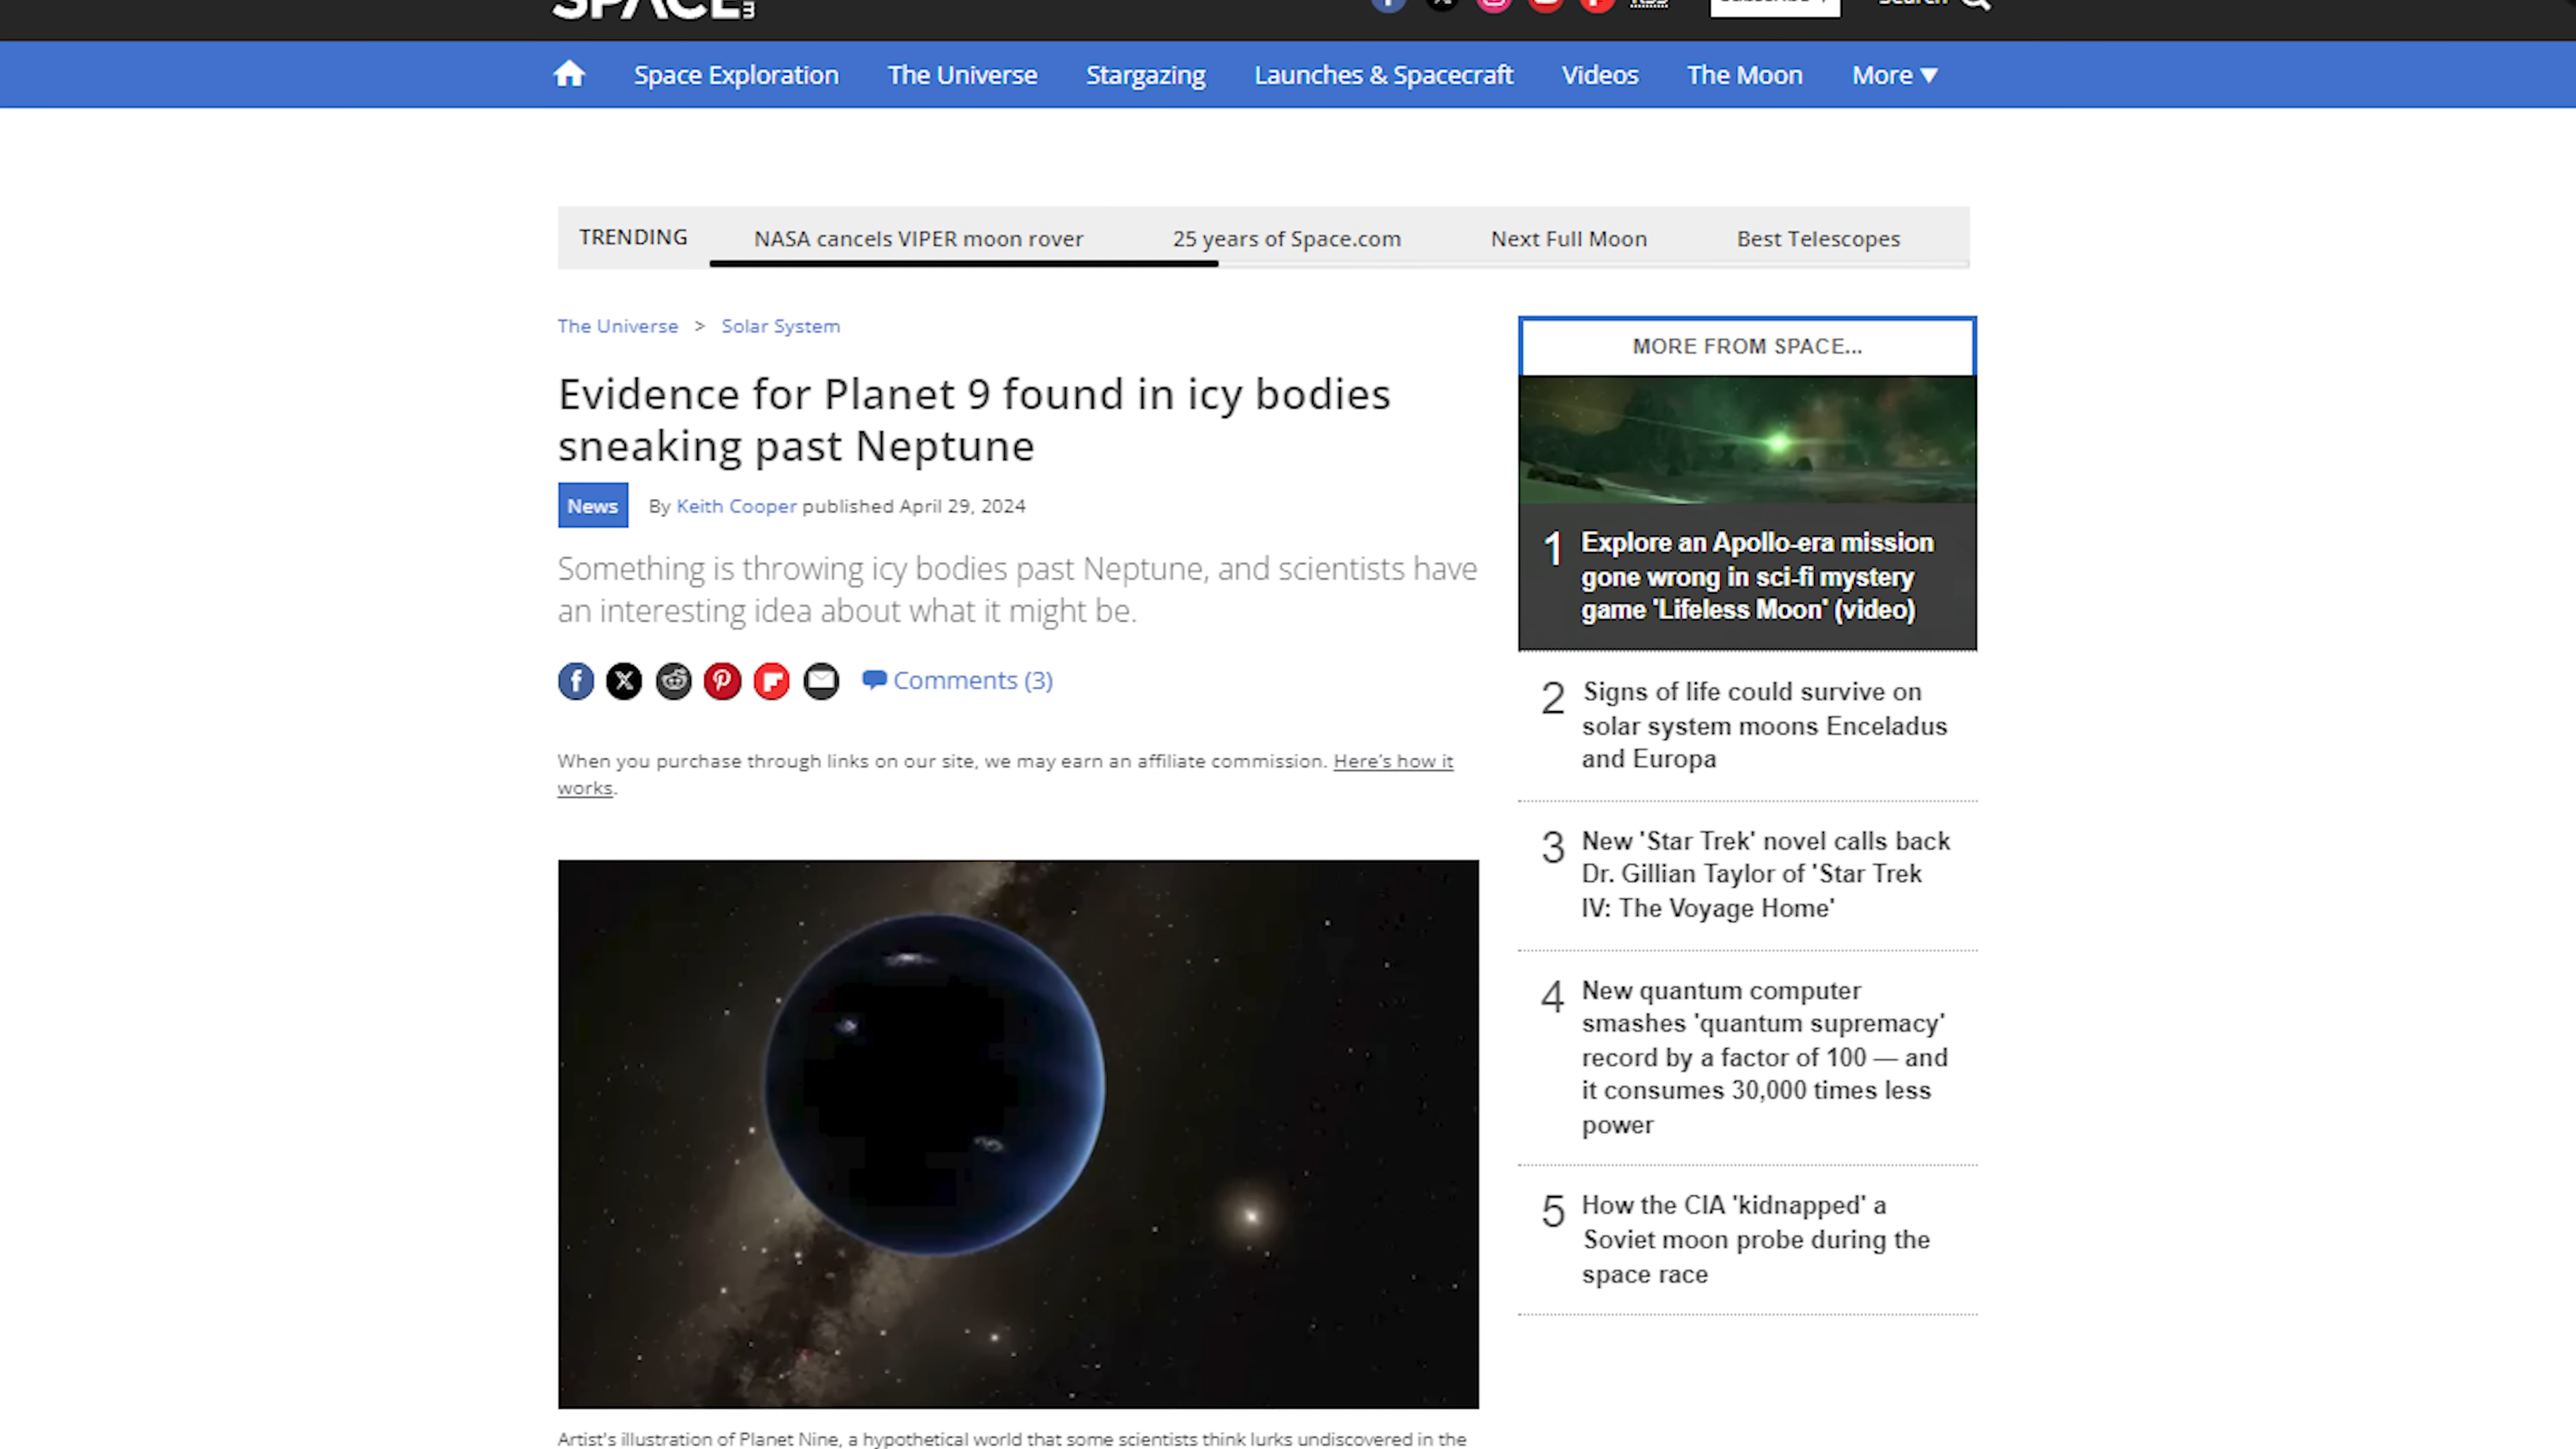 SPACE
RSS
Subscribe
Search
Space Exploration
The Universe
Stargazing
Launches & Spacecraft
Videos
The Moon
More ▼
TRENDING
NASA cancels VIPER moon rover
25 years of Space.com
Next Full Moon
Best Telescopes
The Universe > Solar System
Evidence for Planet 9 found in icy bodies
sneaking past Neptune
News
By Keith Cooper published April 29, 2024
Something is throwing icy bodies past Neptune, and scientists have
an interesting idea about what it might be.
Comments (3)
When you purchase through links on our site, we may earn an affiliate commission. Here's how it
works.
Artist's illustration of Planet Nine, a hypothetical world that some scientists think lurks undiscovered in the
MORE FROM SPACE...
1 Explore an Apollo-era mission
gone wrong in sci-fi mystery
game 'Lifeless Moon' (video)
2 Signs of life could survive on
solar system moons Enceladus
and Europa
3 New 'Star Trek' novel calls back
Dr. Gillian Taylor of 'Star Trek
IV: The Voyage Home'
4 New quantum computer
smashes 'quantum supremacy'
record by a factor of 100 — and
it consumes 30,000 times less
power
5 How the CIA 'kidnapped' a
Soviet moon probe during the
space race